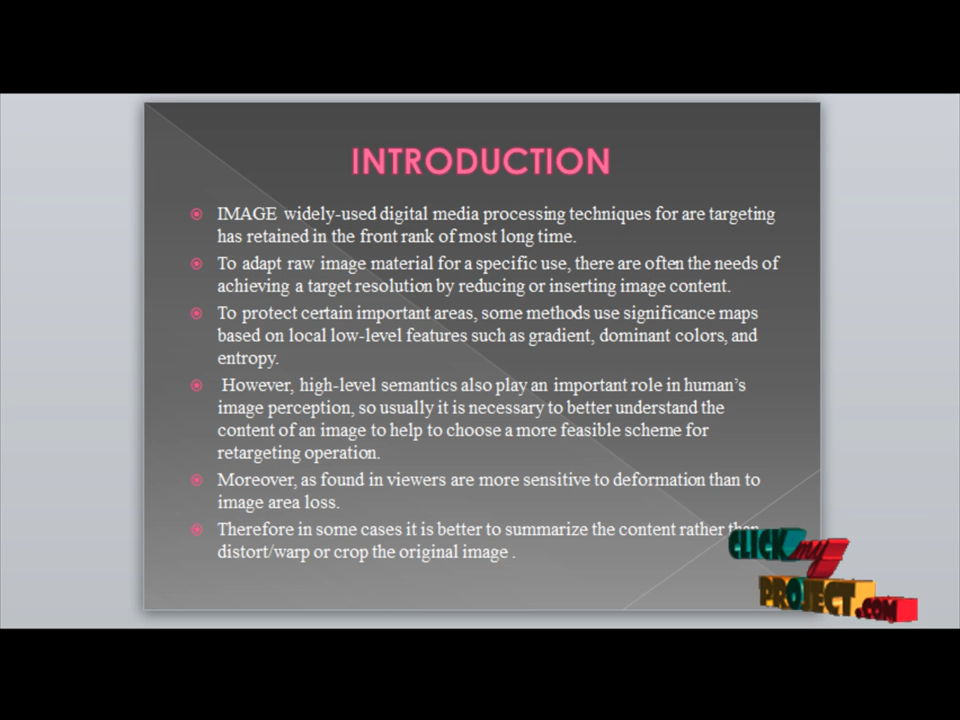 INTRODUCTION
IMAGE widely-used digital media processing techniques for are targeting
has retained in the front rank of most long time.
To adapt raw image material for a specific use, there are often the needs of
achieving a target resolution by reducing or inserting image content.
To protect certain important areas, some methods use significance maps
based on local low-level features such as gradient, dominant colors, and
entropy.
However, high-level semantics also play an important role in human's
image perception, so usually it is necessary to better understand the
content of an image to help to choose a more feasible scheme for
retargeting operation.
Moreover, as found in viewers are more sensitive to deformation than to
image area loss.
Therefore in some cases it is better to summarize the content rather than
distort/warp or crop the original image .
CLICK my
PROJECT.COM